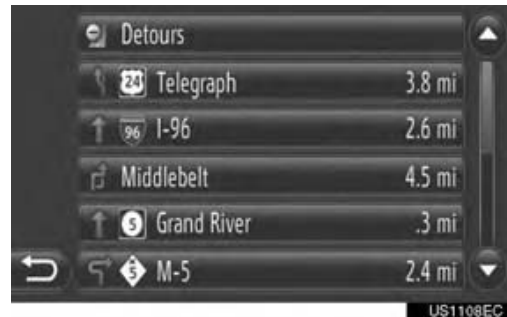 Detours
24 Telegraph 3.8 mi
96 I-96 2.6 mi
Middlebelt 4.5 mi
5 Grand River .3 mi
5 M-5 2.4 mi
US1108EC